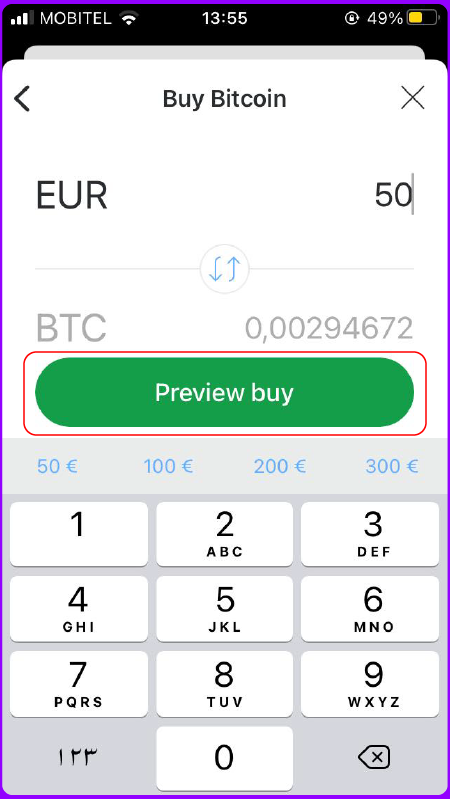 MOBITEL 13:55 49%
Buy Bitcoin
EUR 50
BTC 0,00294672
Preview buy
50 € 100 € 200 € 300 €
1 2 3
ABC DEF
4 5 6
GHI JKL MNO
7 8 9
PQRS TUV WXYZ
١٢٣ 0